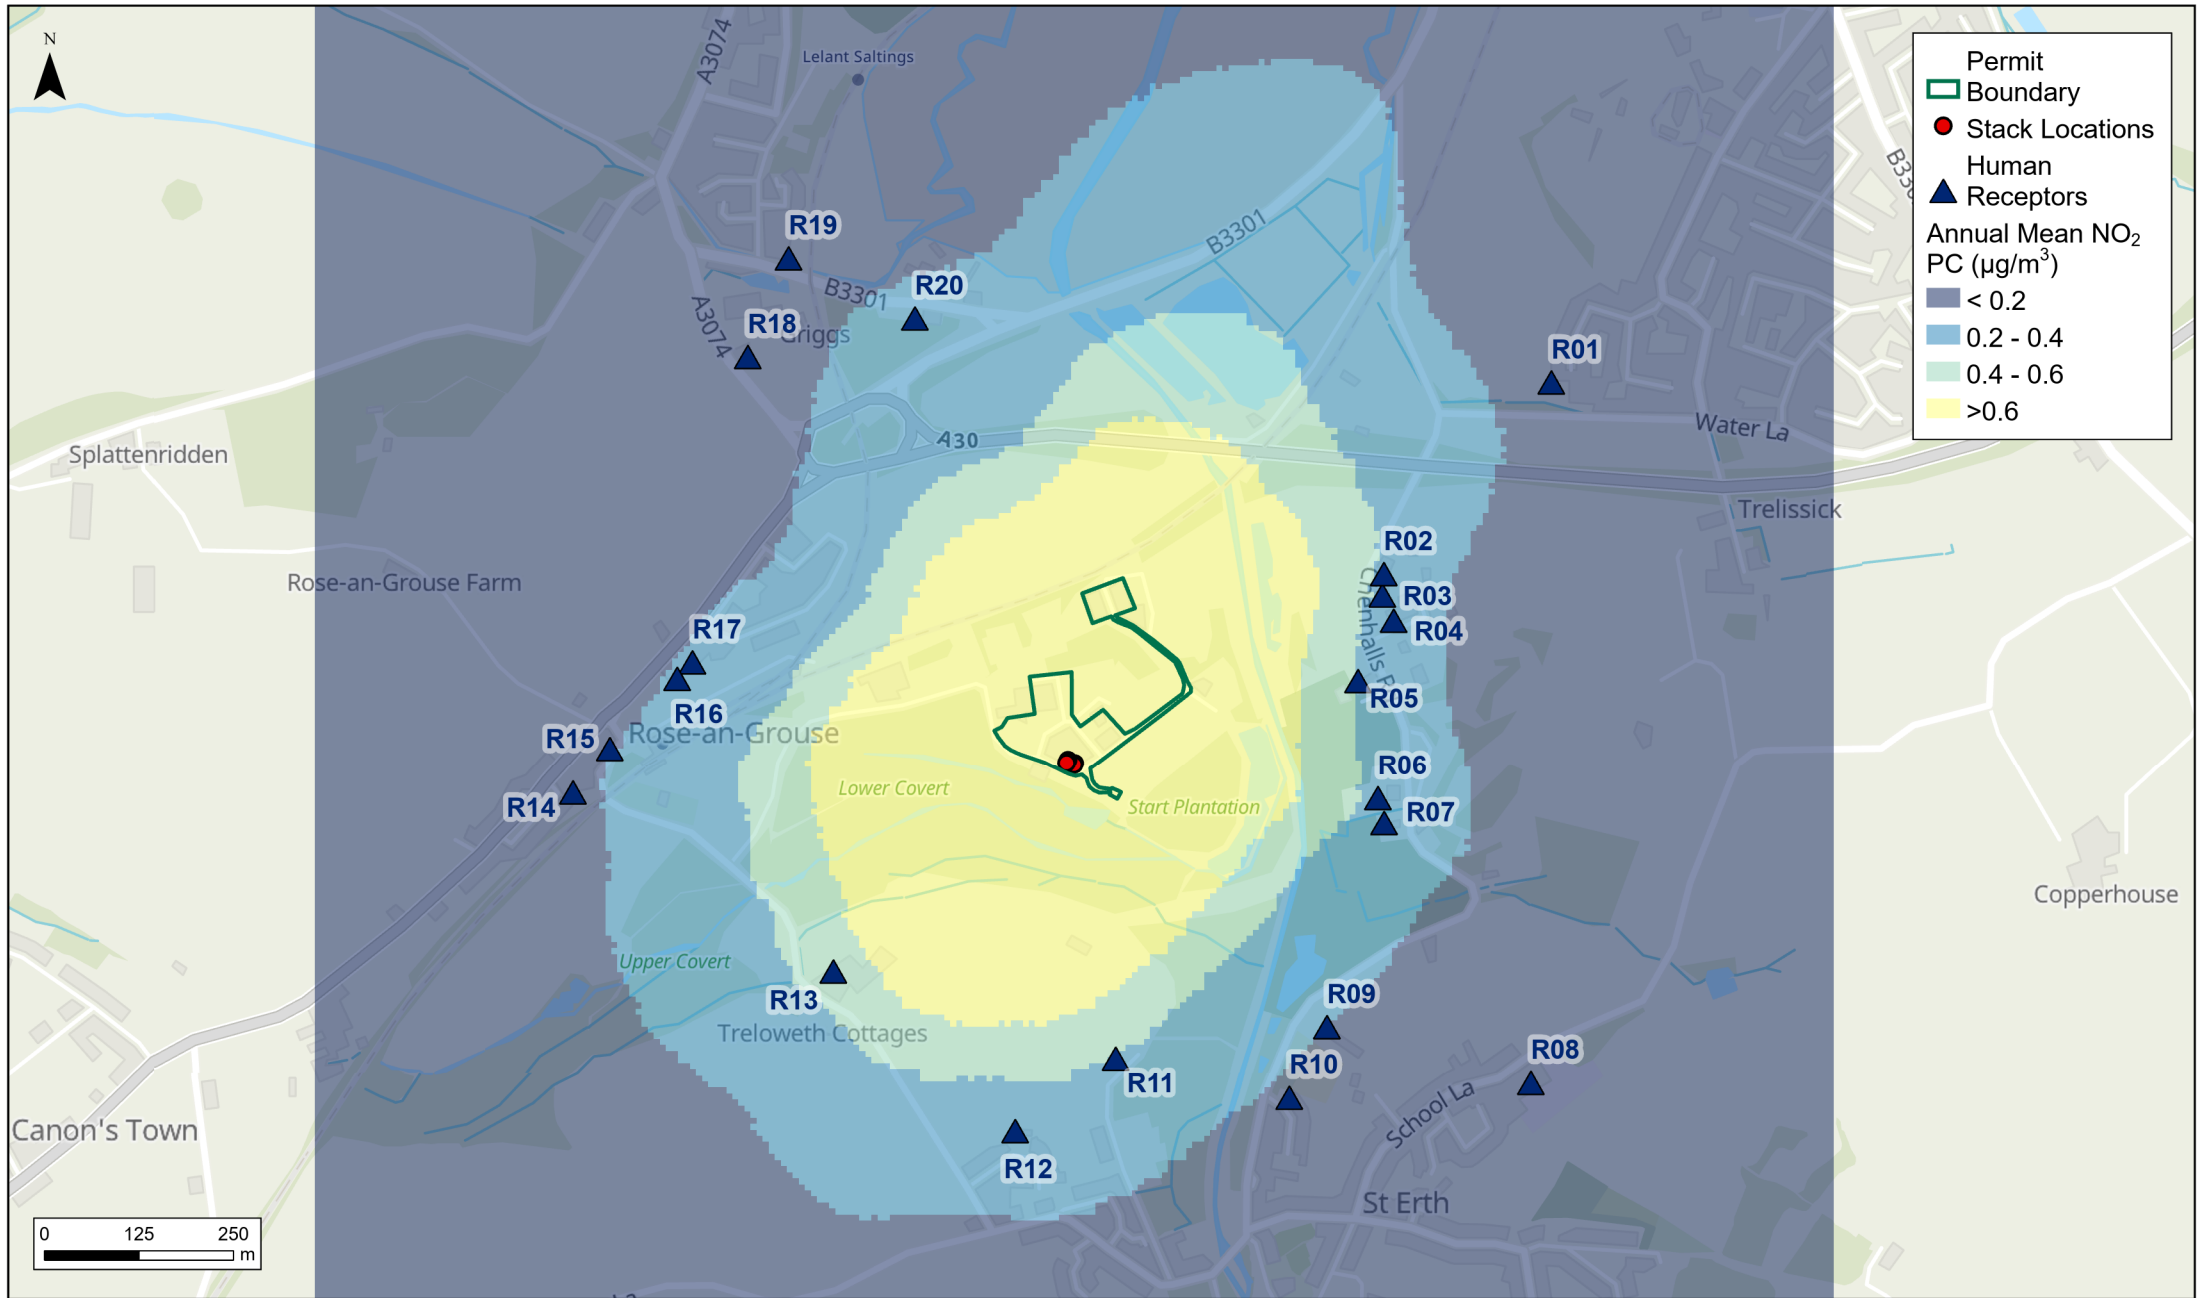 N
A3074
Lelant Saltings
B3301
R19
R20
B3301
A3074
R18
Griggs
R01
Water La
A30
Splattenridden
Trelissick
R02
Rose-an-Grouse Farm
R03
Chenhalls R
R04
R17
R05
R16
Rose-an-Grouse
R15
R06
Lower Covert
Start Plantation
R14
R07
Copperhouse
Upper Covert
R13
R09
Treloweth Cottages
R10
R08
R11
School La
Canon's Town
R12
St Erth
0 125 250
m
Permit
Boundary
Stack Locations
Human
Receptors
Annual Mean NO₂
PC (µg/m³)
< 0.2
0.2 - 0.4
0.4 - 0.6
>0.6